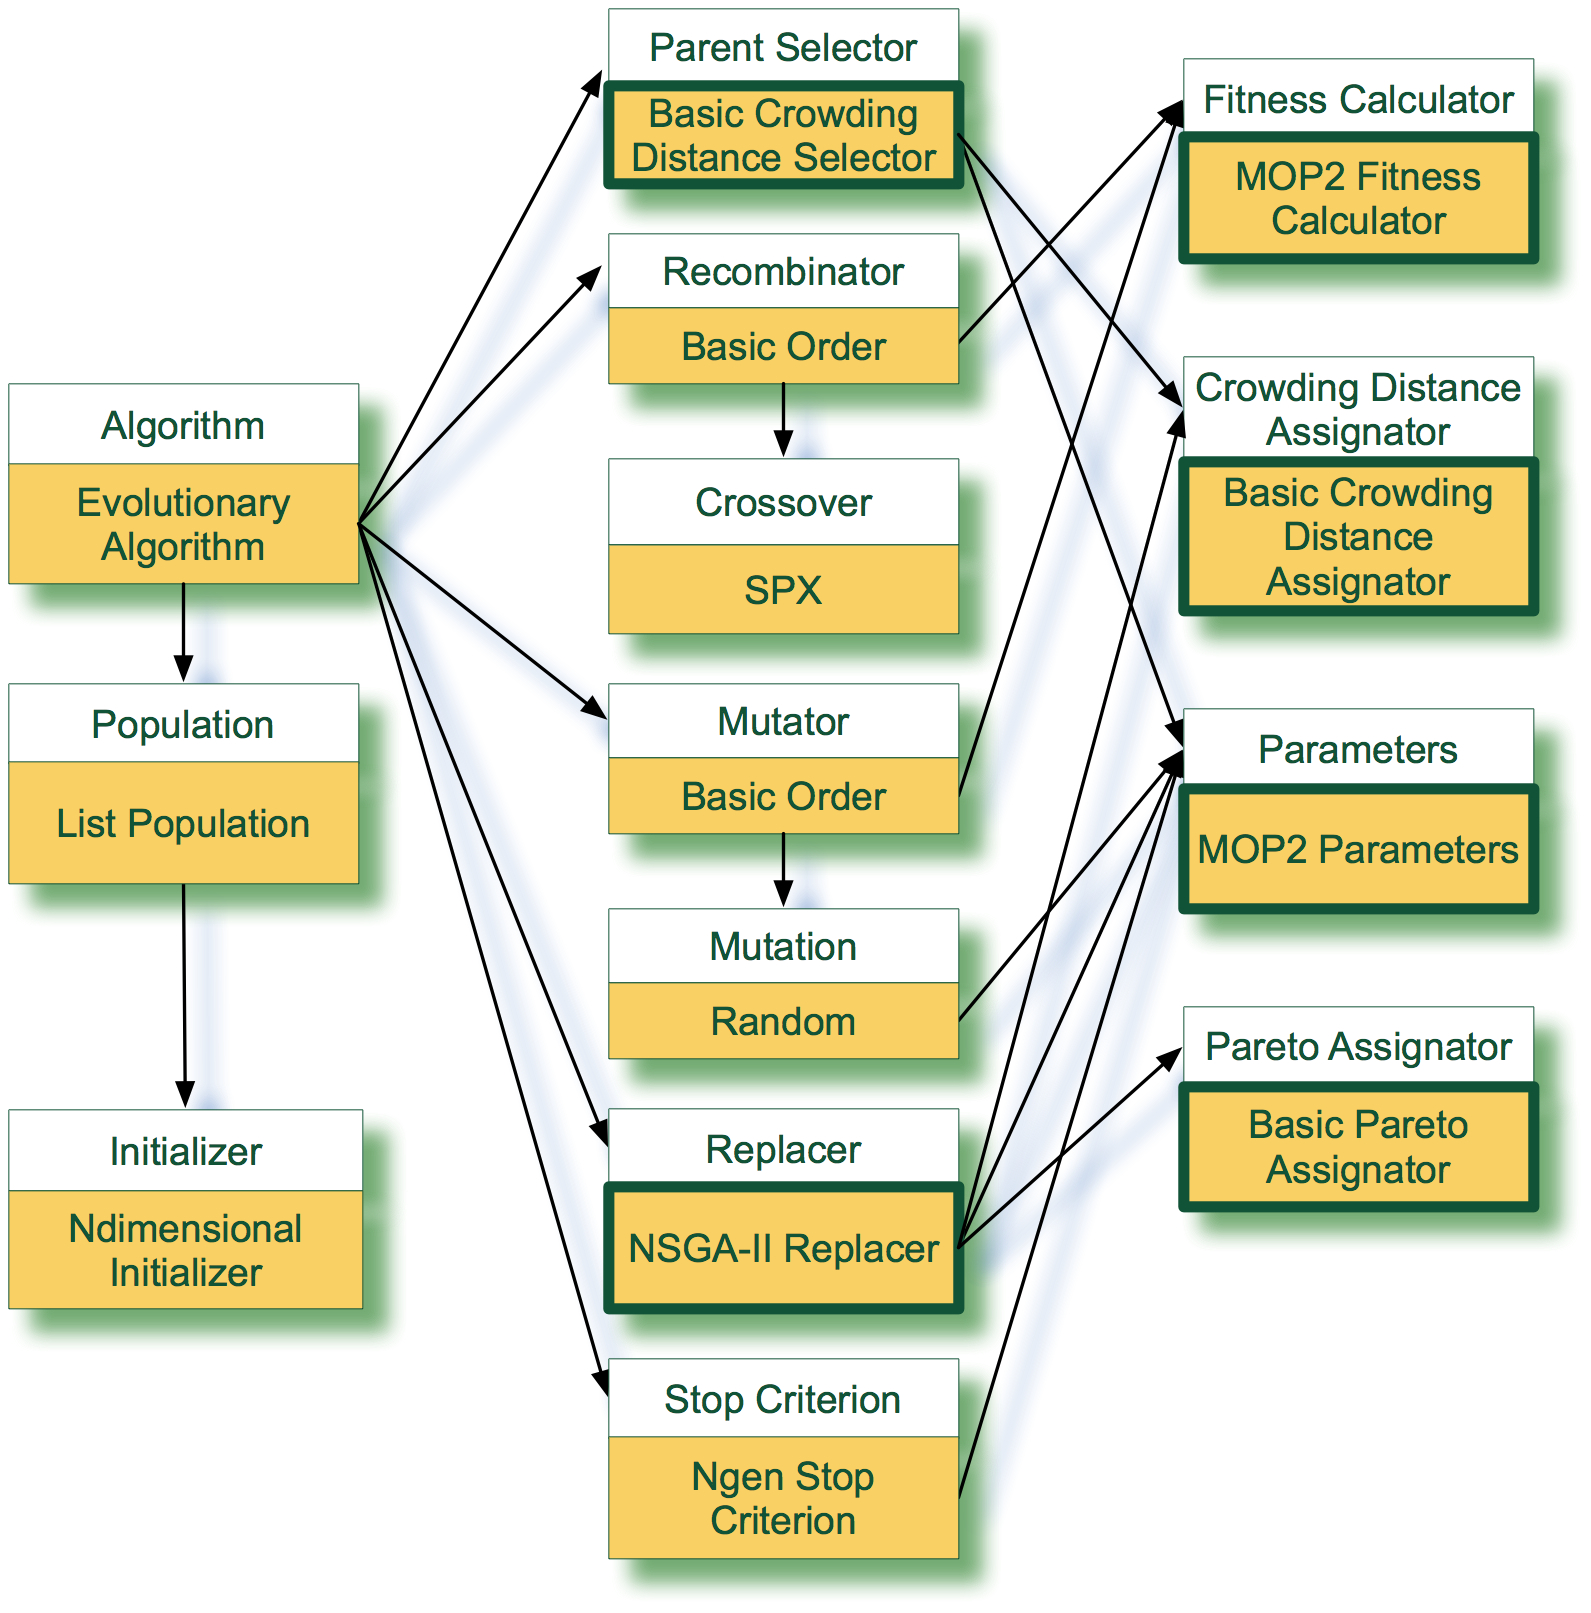 Algorithm
Evolutionary
Algorithm
Population
List Population
Initializer
Ndimensional
Initializer
Parent Selector
Basic Crowding
Distance Selector
Recombinator
Basic Order
Crossover
SPX
Mutator
Basic Order
Mutation
Random
Replacer
NSGA-II Replacer
Stop Criterion
Ngen Stop
Criterion
Fitness Calculator
MOP2 Fitness
Calculator
Crowding Distance
Assignator
Basic Crowding
Distance
Assignator
Parameters
MOP2 Parameters
Pareto Assignator
Basic Pareto
Assignator